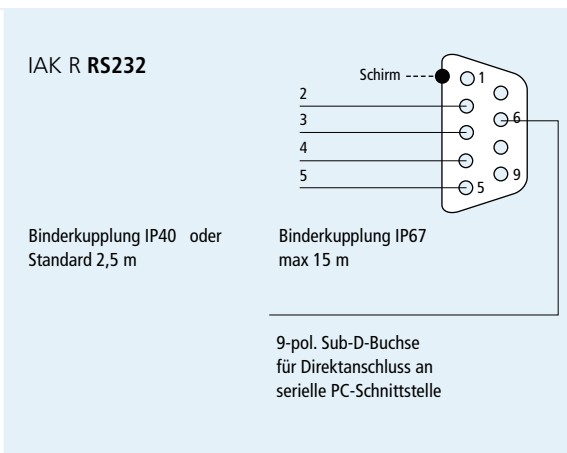 IAK R RS232
Schirm
1
2
3
6
4
9
5
5
Binderkupplung IP40 oder
Standard 2,5 m
Binderkupplung IP67
max 15 m
9-pol. Sub-D-Buchse
für Direktanschluss an
serielle PC-Schnittstelle